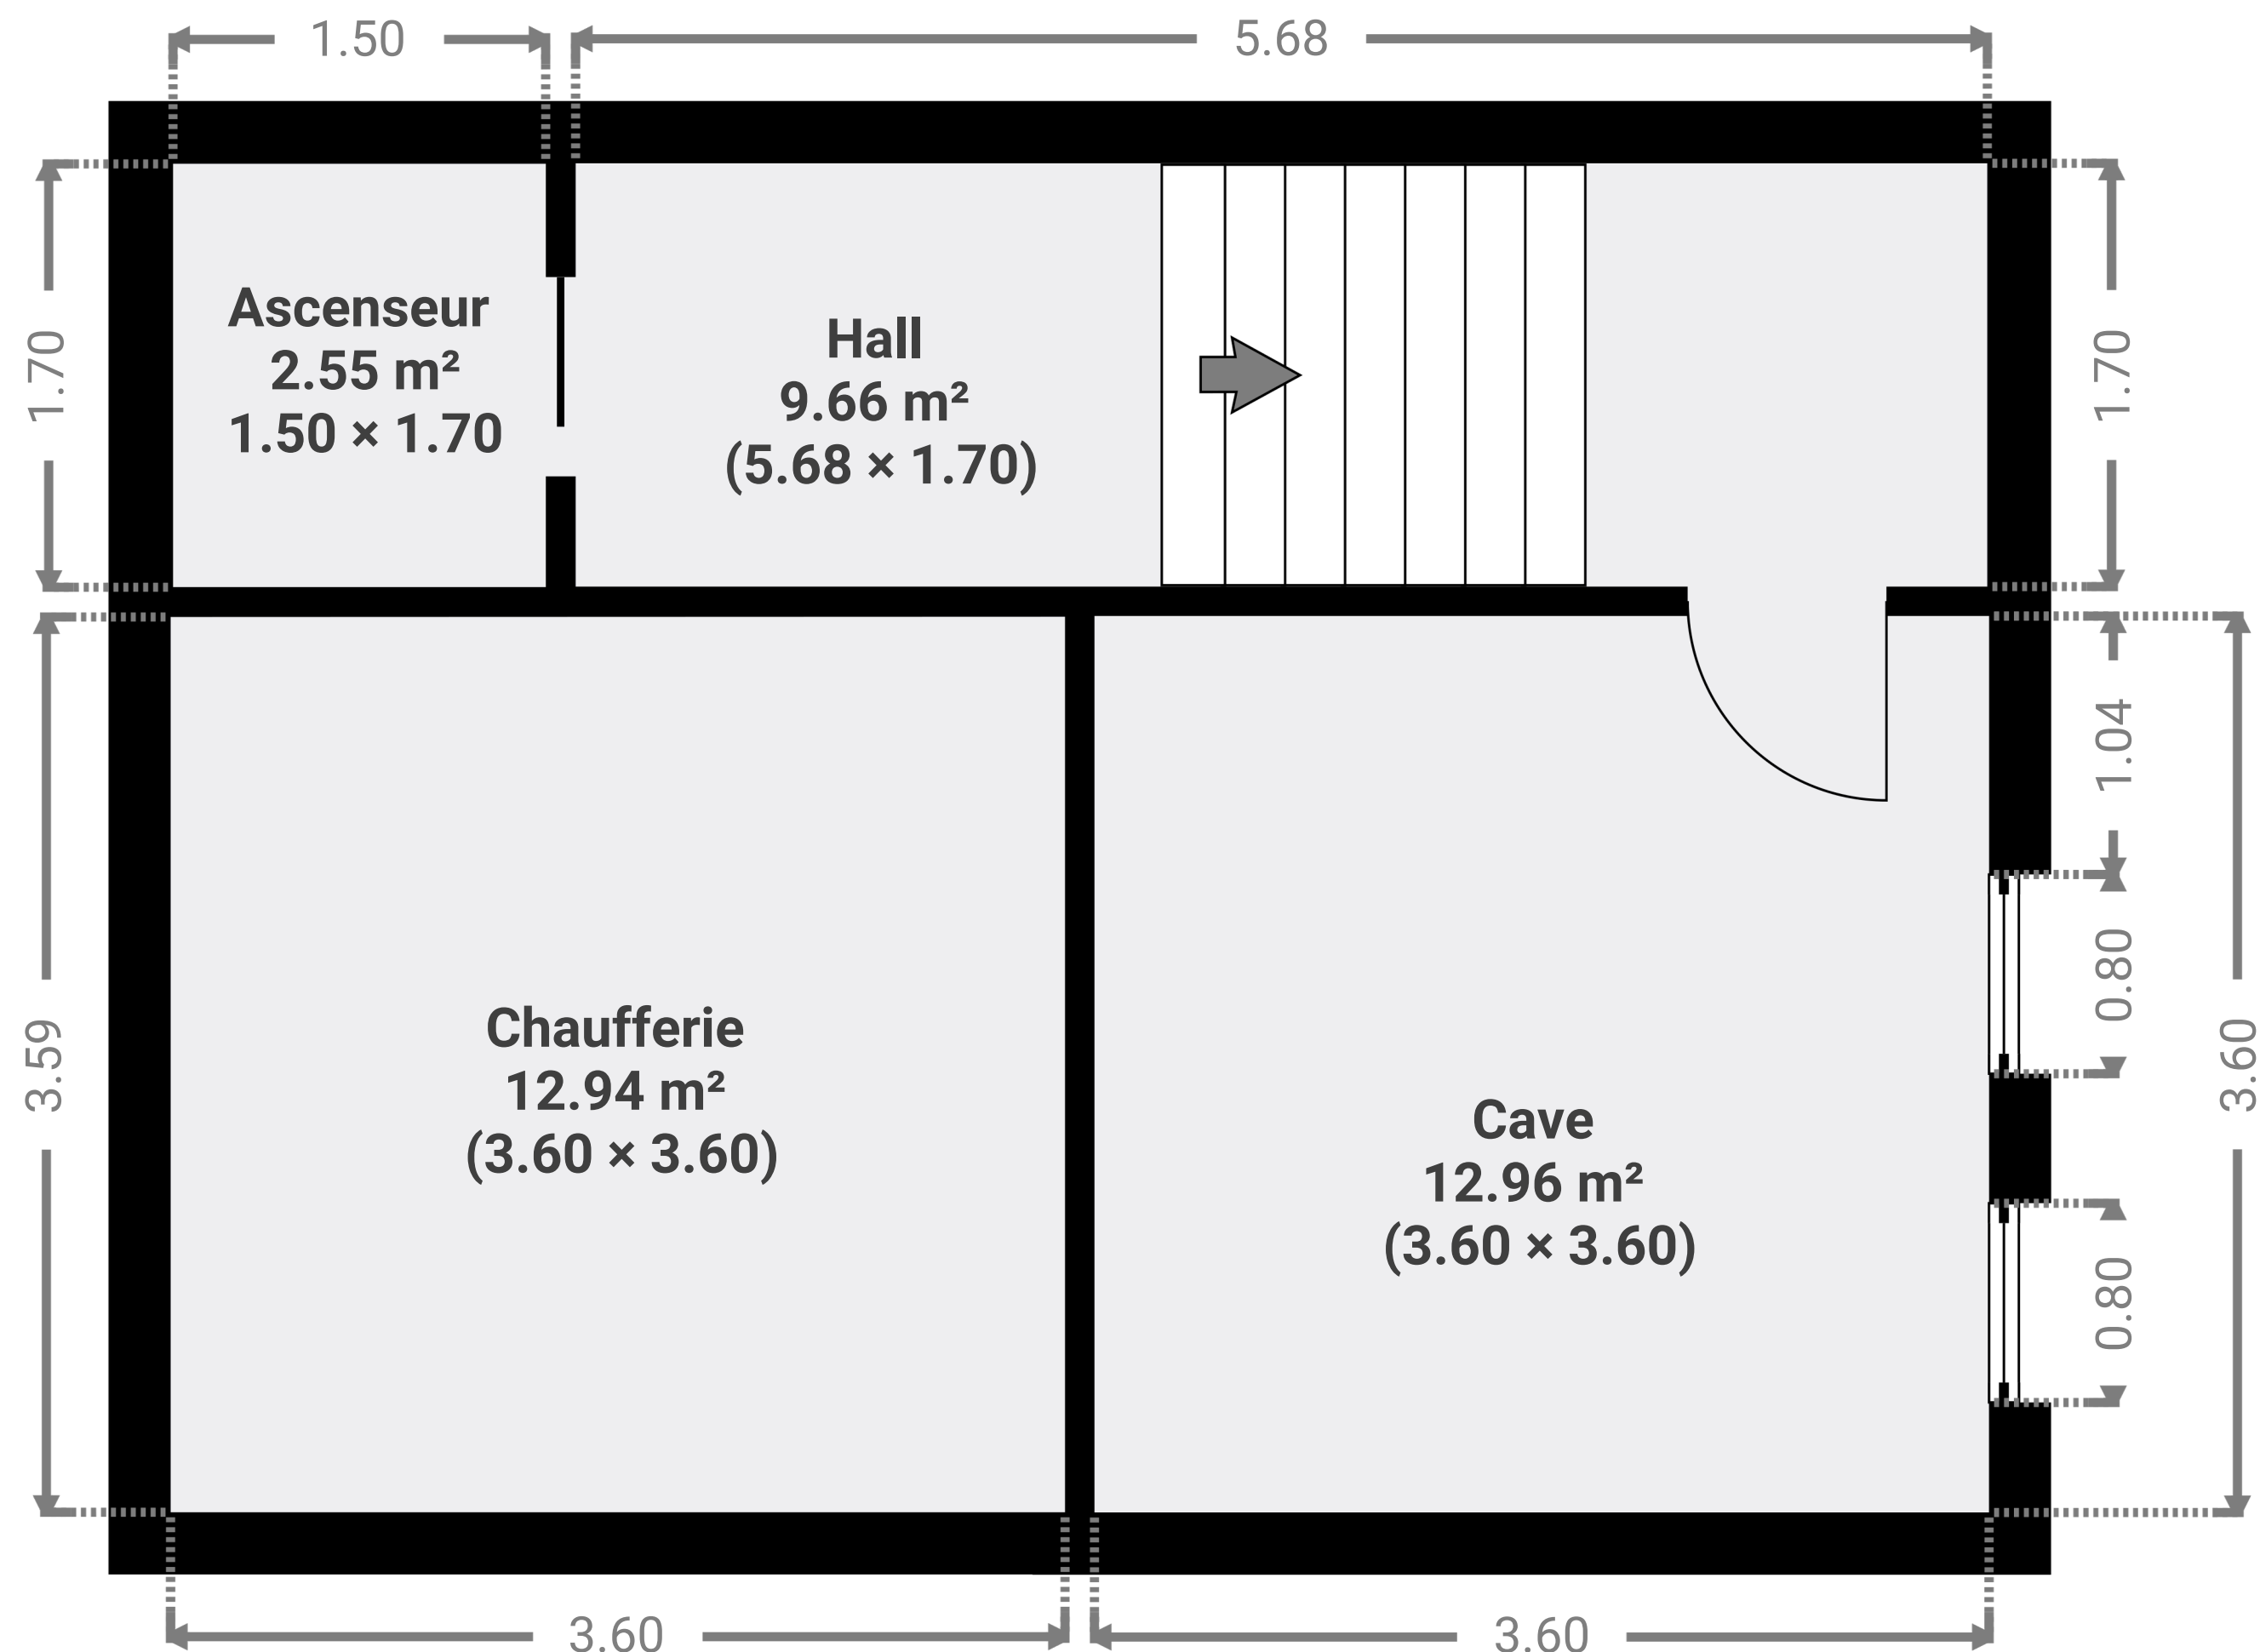 1.50
5.68
1.70
Ascenseur
2.55 m²
1.50 × 1.70
Hall
9.66 m²
(5.68 × 1.70)
1.70
1.04
0.80
3.59
Chaufferie
12.94 m²
(3.60 × 3.60)
Cave
12.96 m²
(3.60 × 3.60)
3.60
0.80
3.60
3.60